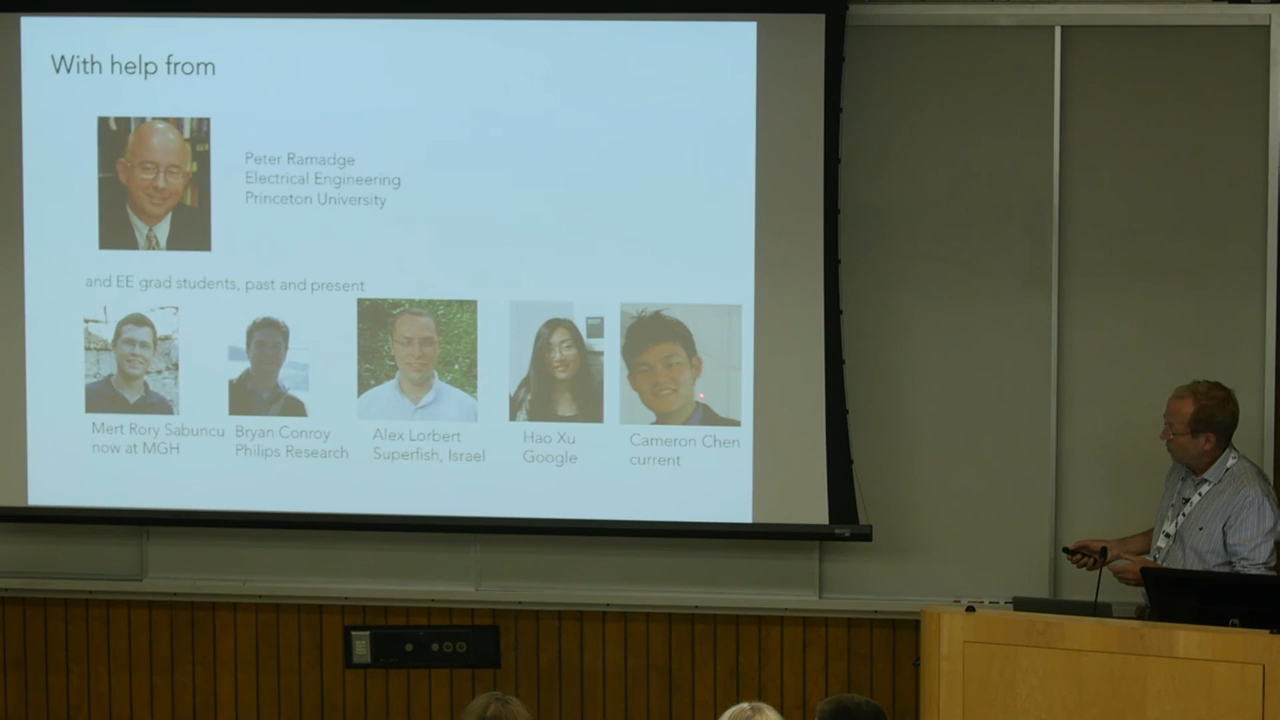 With help from
Peter Ramadge
Electrical Engineering
Princeton University
and EE grad students, past and present
Mert Rory Sabuncu
now at MGH
Bryan Conroy
Philips Research
Alex Lorbert
Superfish, Israel
Hao Xu
Google
Cameron Chen
current